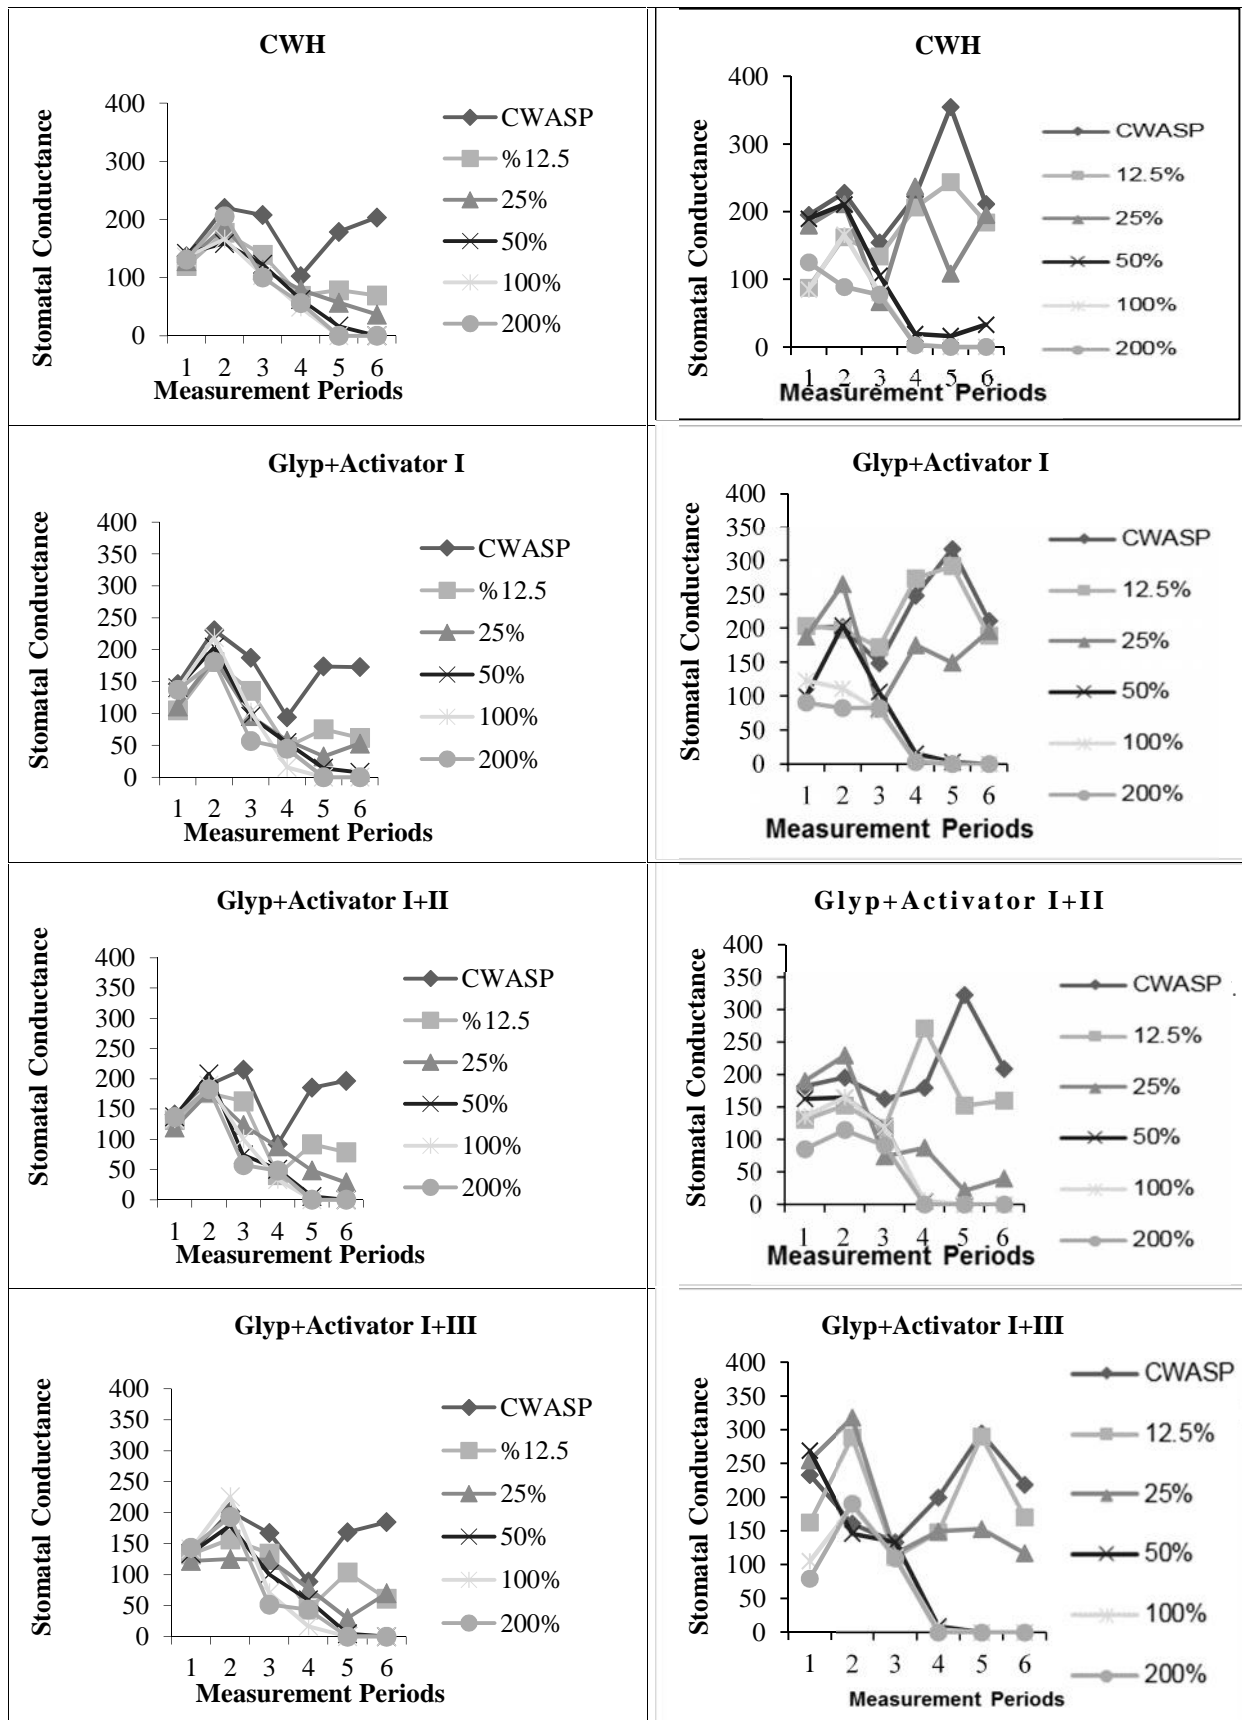 CWH
Stomatal Conductance
400
300
200
100
0
1 2 3 4 5 6
Measurement Periods
CWASP
%12.5
25%
50%
100%
200%
CWH
Stomatal Conductance
400
300
200
100
0
1 2 3 4 5 6
Measurement Periods
CWASP
12.5%
25%
50%
100%
200%
Glyp+Activator I
Stomatal Conductance
400
350
300
250
200
150
100
50
0
1 2 3 4 5 6
Measurement Periods
CWASP
%12.5
25%
50%
100%
200%
Glyp+Activator I
Stomatal Conductance
400
350
300
250
200
150
100
50
0
1 2 3 4 5 6
Measurement Periods
CWASP
12.5%
25%
50%
100%
200%
Glyp+Activator I+II
Stomatal Conductance
400
350
300
250
200
150
100
50
0
1 2 3 4 5 6
Measurement Periods
CWASP
%12.5
25%
50%
100%
200%
Glyp+Activator I+II
Stomatal Conductance
400
350
300
250
200
150
100
50
0
1 2 3 4 5 6
Measurement Periods
CWASP
12.5%
25%
50%
100%
200%
Glyp+Activator I+III
Stomatal Conductance
400
350
300
250
200
150
100
50
0
1 2 3 4 5 6
Measurement Periods
CWASP
%12.5
25%
50%
100%
200%
Glyp+Activator I+III
Stomatal Conductance
400
350
300
250
200
150
100
50
0
1 2 3 4 5 6
Measurement Periods
CWASP
12.5%
25%
50%
100%
200%